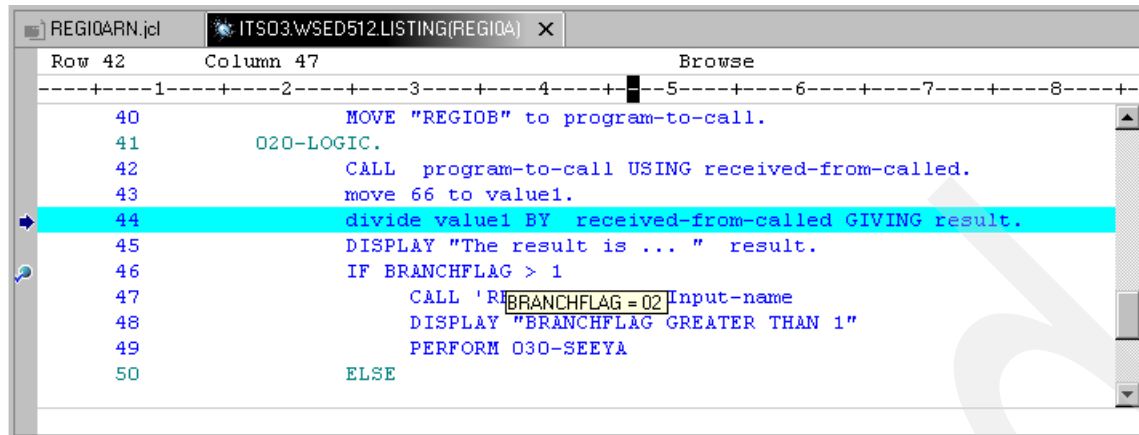 REGI0ARN.jcl ITSO3.WSED512.LISTING(REGI0A)
Row 42 Column 47 Browse
----+----1----+----2----+----3----+----4----+----5----+----6----+----7----+----8----+-
40 MOVE "REGI0B" to program-to-call.
41 020-LOGIC.
42 CALL program-to-call USING received-from-called.
43 move 66 to value1.
44 divide value1 BY received-from-called GIVING result.
45 DISPLAY "The result is ... " result.
46 IF BRANCHFLAG > 1
47 CALL 'RE BRANCHFLAG = 02 Input-name
48 DISPLAY "BRANCHFLAG GREATER THAN 1"
49 PERFORM 030-SEEYA
50 ELSE